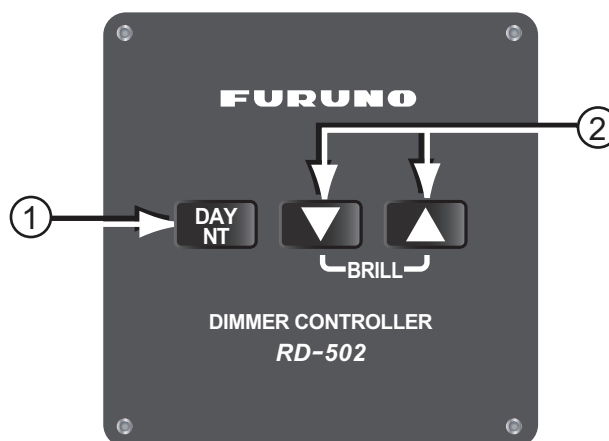 FURUNO
2
1
DAY
NT
BRILL
DIMMER CONTROLLER
RD-502